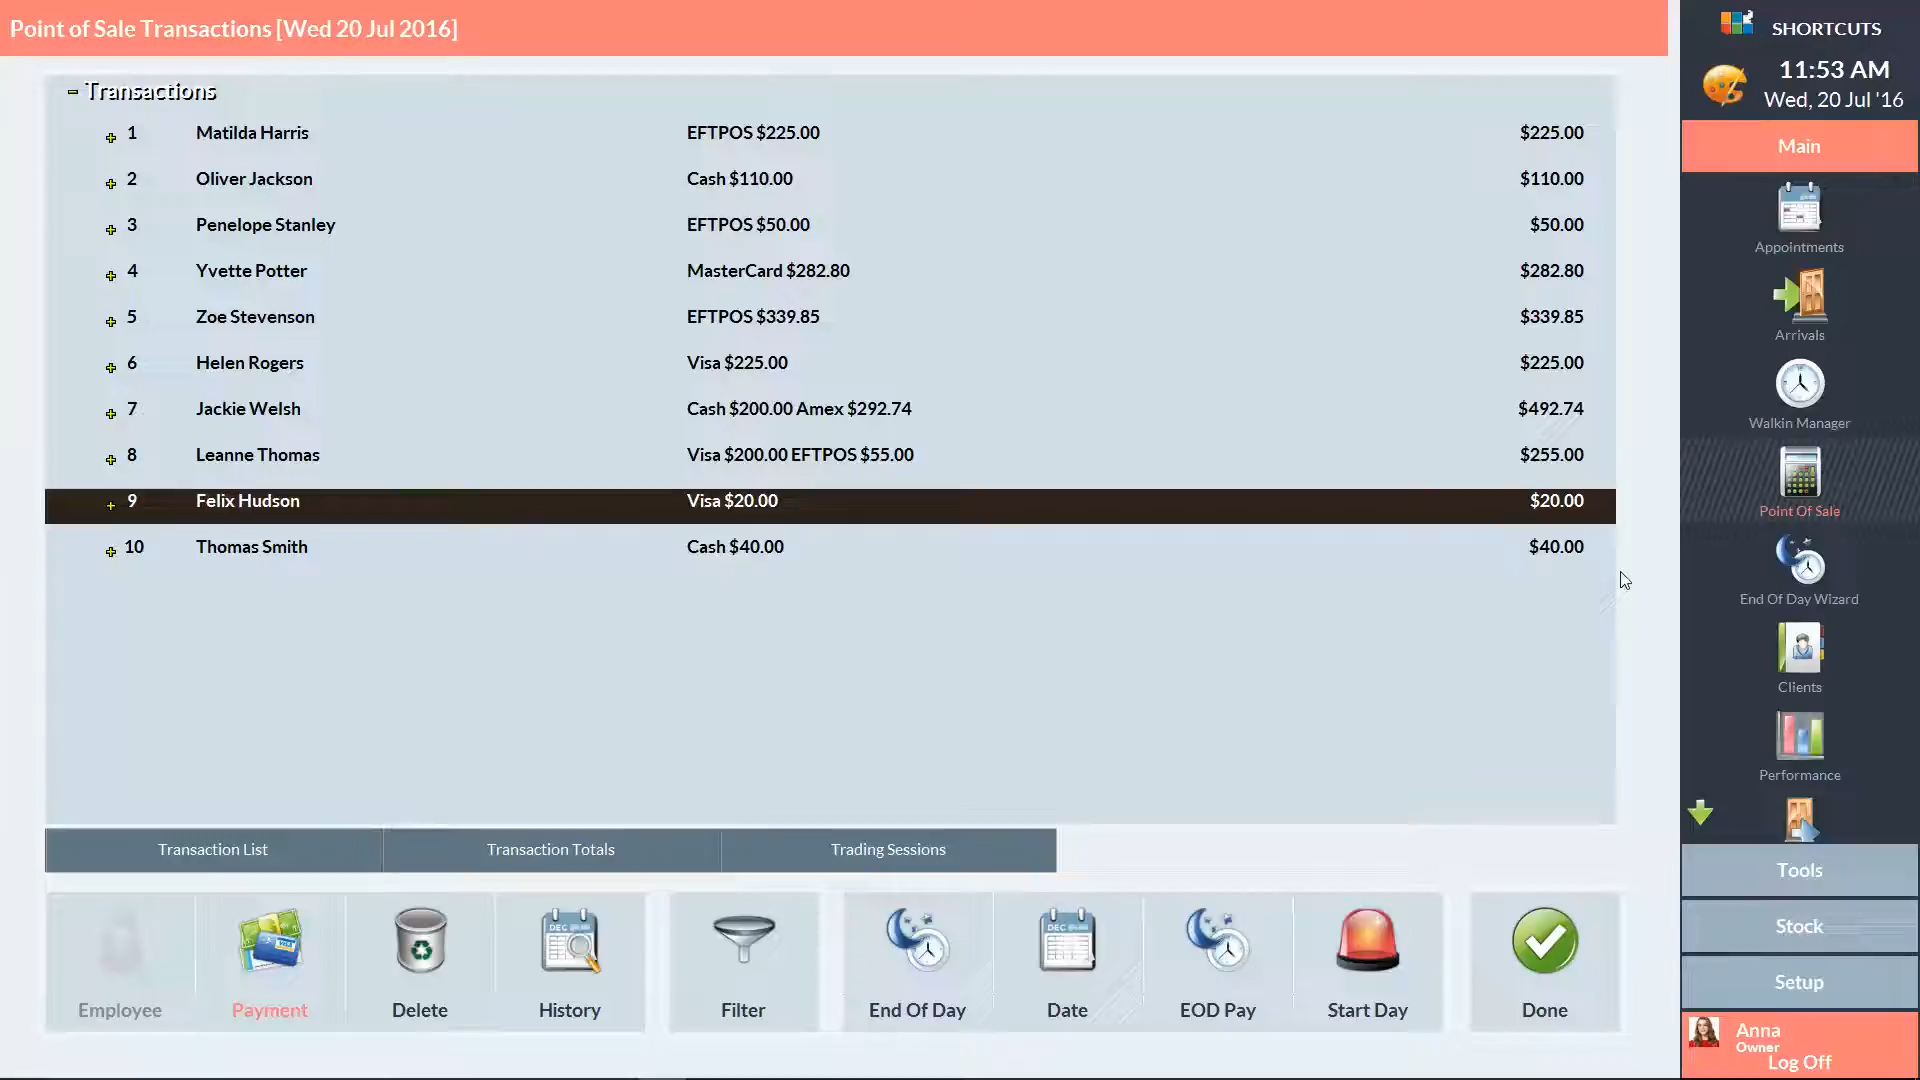 Point of Sale Transactions [Wed 20 Jul 2016]
Transactions
1 Matilda Harris EFTPOS $225.00 $225.00
2 Oliver Jackson Cash $110.00 $110.00
3 Penelope Stanley EFTPOS $50.00 $50.00
4 Yvette Potter MasterCard $282.80 $282.80
5 Zoe Stevenson EFTPOS $339.85 $339.85
6 Helen Rogers Visa $225.00 $225.00
7 Jackie Welsh Cash $200.00 Amex $292.74 $492.74
8 Leanne Thomas Visa $200.00 EFTPOS $55.00 $255.00
9 Felix Hudson Visa $20.00 $20.00
10 Thomas Smith Cash $40.00 $40.00
Transaction List Transaction Totals Trading Sessions
Employee Payment Delete History Filter End Of Day Date EOD Pay Start Day Done
SHORTCUTS
11:53 AM
Wed, 20 Jul '16
Main
Appointments
Arrivals
Walkin Manager
Point Of Sale
End Of Day Wizard
Clients
Performance
Tools
Stock
Setup
Anna
Owner
Log Off